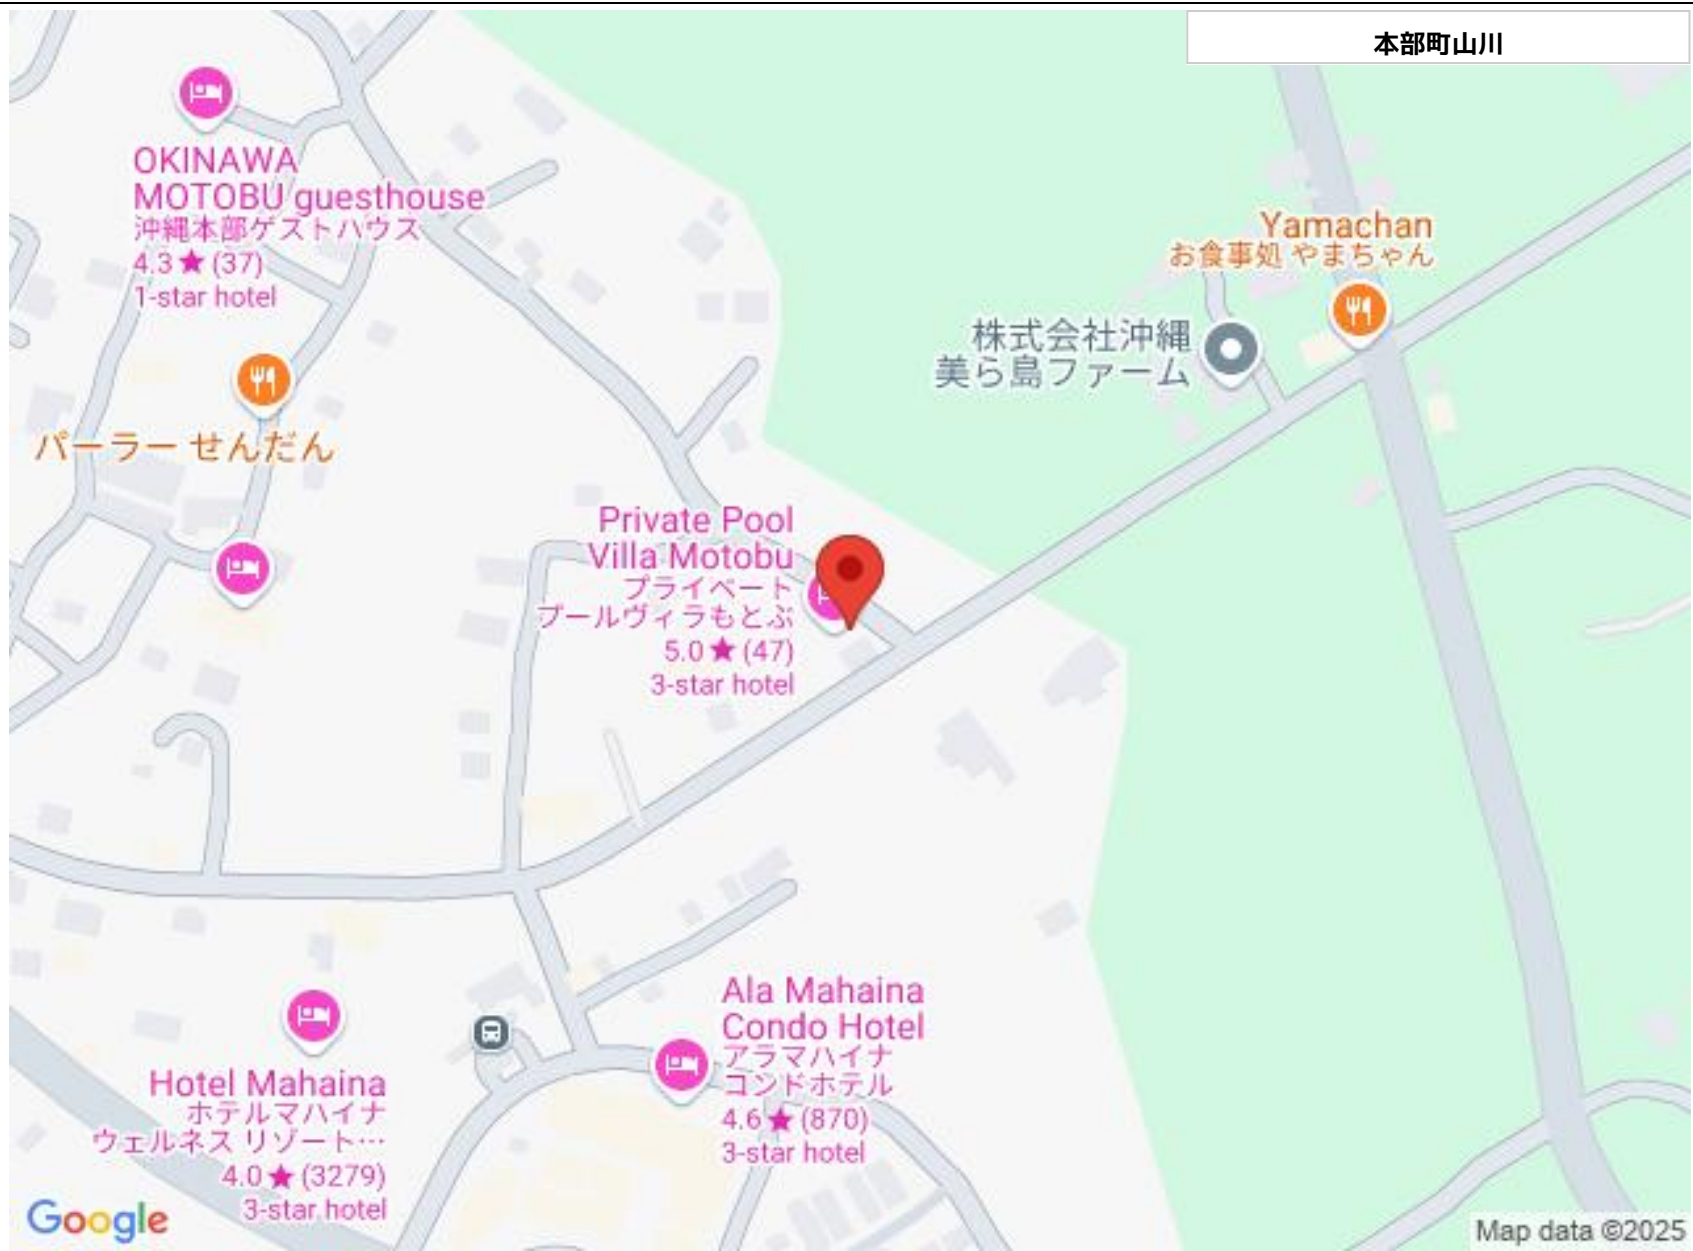 本部町山川
OKINAWA
MOTOBU guesthouse
沖縄本部ゲストハウス
4.3★(37)
1-star hotel
Yamachan
お食事処 やまちゃん
株式会社沖縄
美ら島ファーム
パーラー せんだん
Private Pool
Villa Motobu
プライベート
プールヴィラもとぶ
5.0★(47)
3-star hotel
Ala Mahaina
Condo Hotel
アラマハイナ
コンドホテル
4.6★(870)
3-star hotel
Hotel Mahaina
ホテルマハイナ
ウェルネス リゾート…
4.0★(3279)
3-star hotel
Google
Map data ©2025